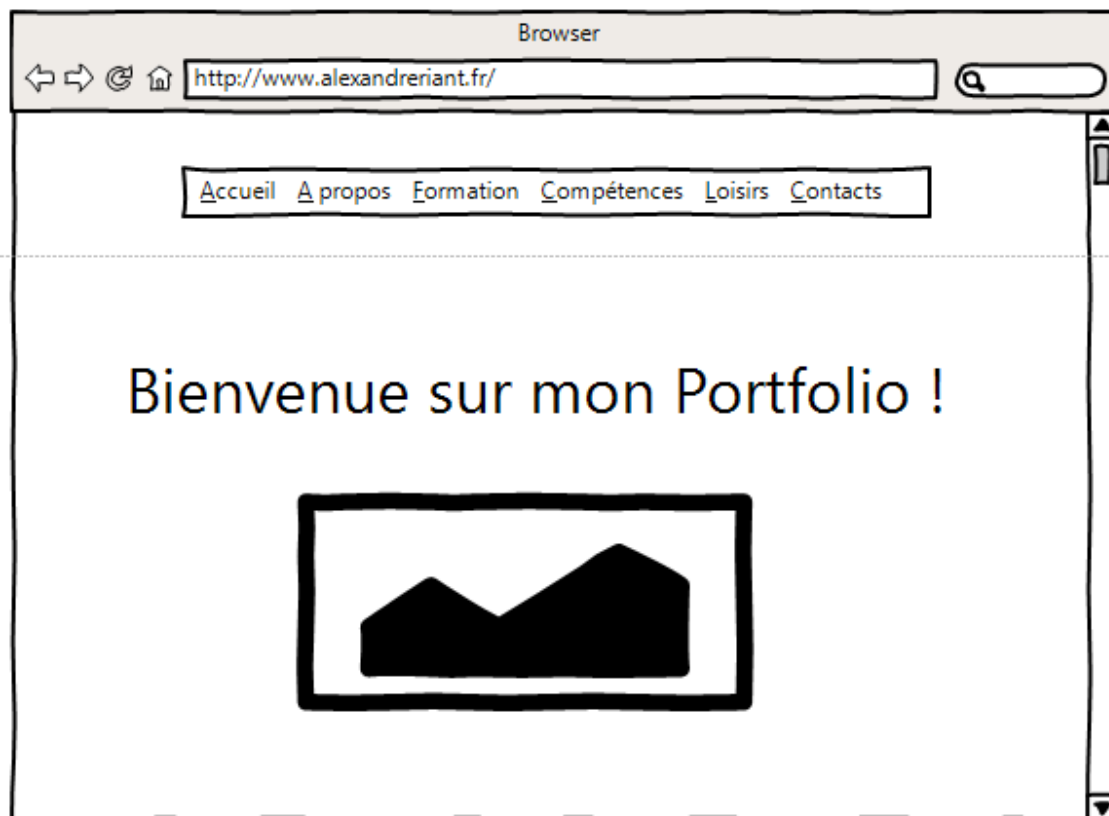 Browser
http://www.alexandreriant.fr/
Accueil A propos Formation Compétences Loisirs Contacts
Bienvenue sur mon Portfolio !